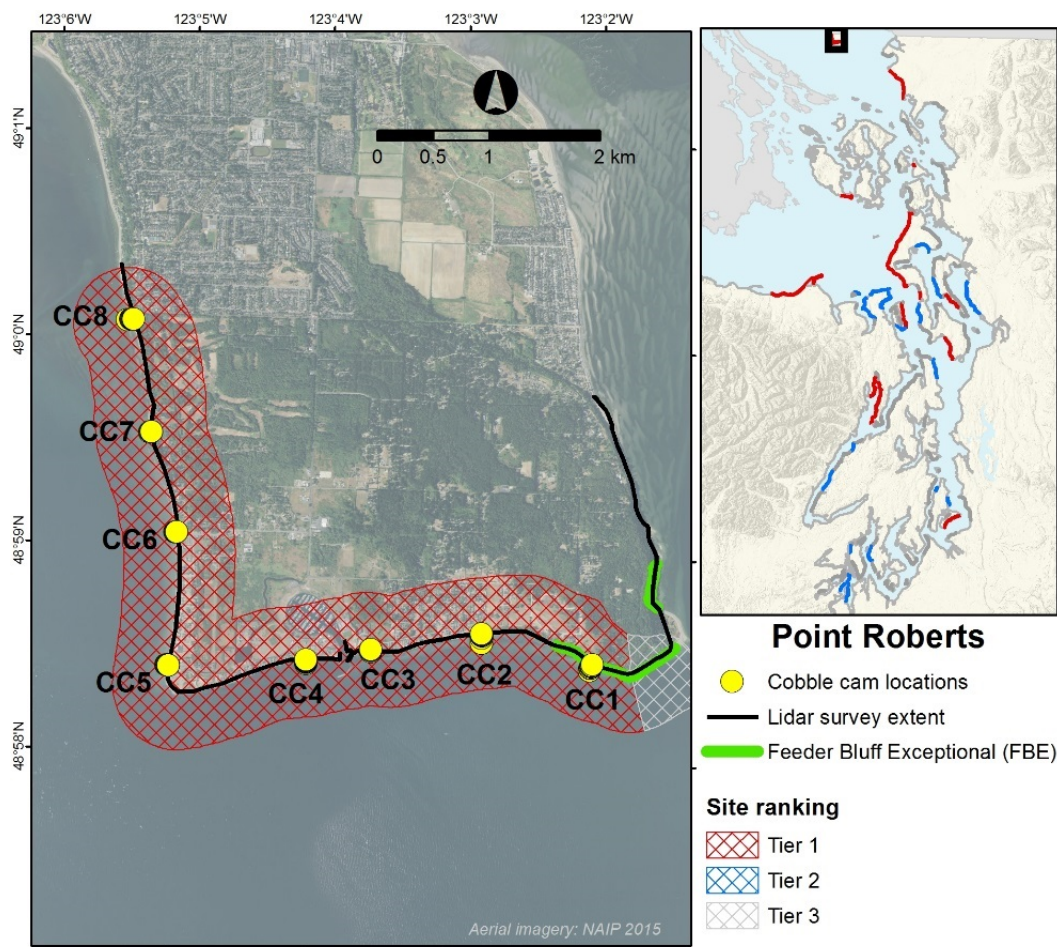 123°6'W 123°5'W 123°4'W 123°3'W 123°2'W
49°1'N
49°0'N
48°59'N
48°58'N
0 0.5 1 2 km
CC8
CC7
CC6
CC5
CC4
CC3
CC2
CC1
Aerial imagery: NAIP 2015
Point Roberts
Cobble cam locations
Lidar survey extent
Feeder Bluff Exceptional (FBE)
Site ranking
Tier 1
Tier 2
Tier 3